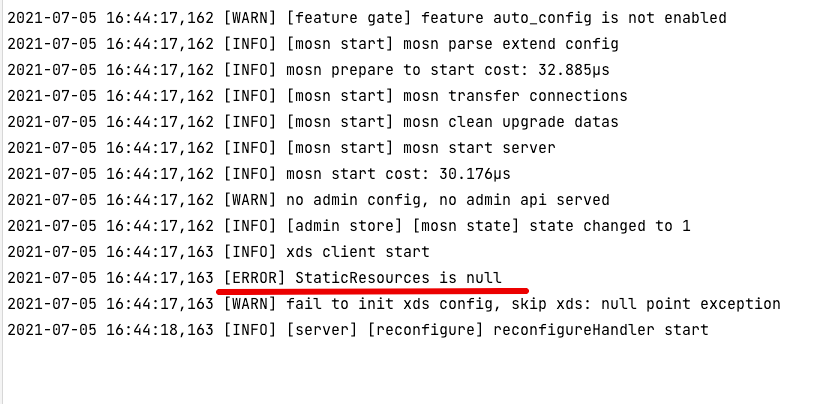 2021-07-05 16:44:17,162 [WARN] [feature gate] feature auto_config is not enabled
2021-07-05 16:44:17,162 [INFO] [mosn start] mosn parse extend config
2021-07-05 16:44:17,162 [INFO] mosn prepare to start cost: 32.885µs
2021-07-05 16:44:17,162 [INFO] [mosn start] mosn transfer connections
2021-07-05 16:44:17,162 [INFO] [mosn start] mosn clean upgrade datas
2021-07-05 16:44:17,162 [INFO] [mosn start] mosn start server
2021-07-05 16:44:17,162 [INFO] mosn start cost: 30.176µs
2021-07-05 16:44:17,162 [WARN] no admin config, no admin api served
2021-07-05 16:44:17,162 [INFO] [admin store] [mosn state] state changed to 1
2021-07-05 16:44:17,163 [INFO] xds client start
2021-07-05 16:44:17,163 [ERROR] StaticResources is null
2021-07-05 16:44:17,163 [WARN] fail to init xds config, skip xds: null point exception
2021-07-05 16:44:18,163 [INFO] [server] [reconfigure] reconfigureHandler start